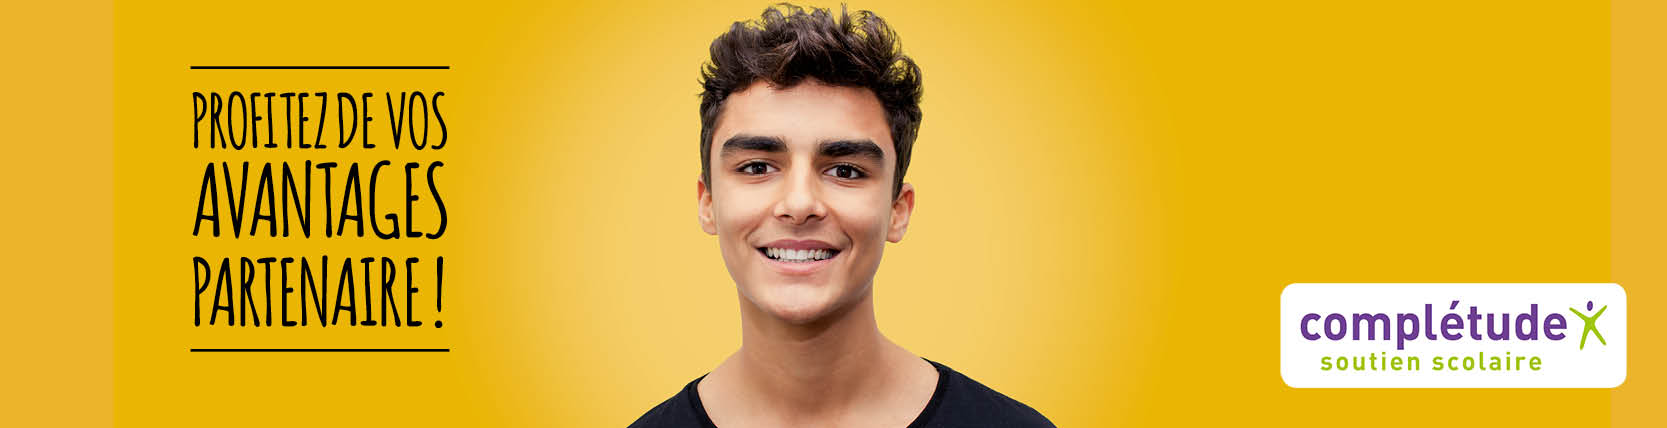 PROFITEZ DE VOS
AVANTAGES
PARTENAIRE !
complétude
soutien scolaire